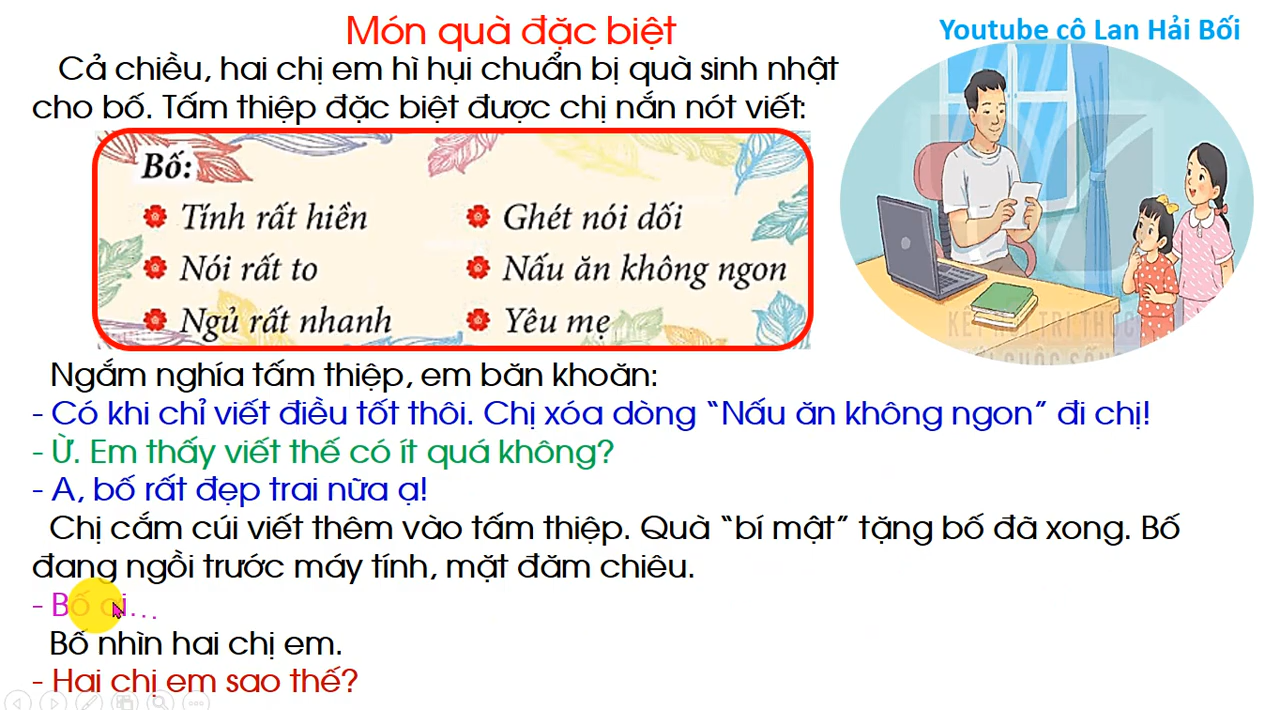 Món quà đặc biệt
Youtube cô Lan Hải Bối
Cả chiều, hai chị em hì hụi chuẩn bị quà sinh nhật
cho bố. Tấm thiệp đặc biệt được chị nắn nót viết:
Bố:
Tính rất hiền
Nói rất to
Ngủ rất nhanh
Ghét nói dối
Nấu ăn không ngon
Yêu mẹ
Ngắm nghía tấm thiệp, em băn khoăn:
- Có khi chỉ viết điều tốt thôi. Chị xóa dòng “Nấu ăn không ngon” đi chị!
- Ừ. Em thấy viết thế có ít quá không?
- A, bố rất đẹp trai nữa ạ!
Chị cắm cúi viết thêm vào tấm thiệp. Quà “bí mật” tặng bố đã xong. Bố
đang ngồi trước máy tính, mặt đăm chiêu.
- Bố ơi...
Bố nhìn hai chị em.
- Hai chị em sao thế?